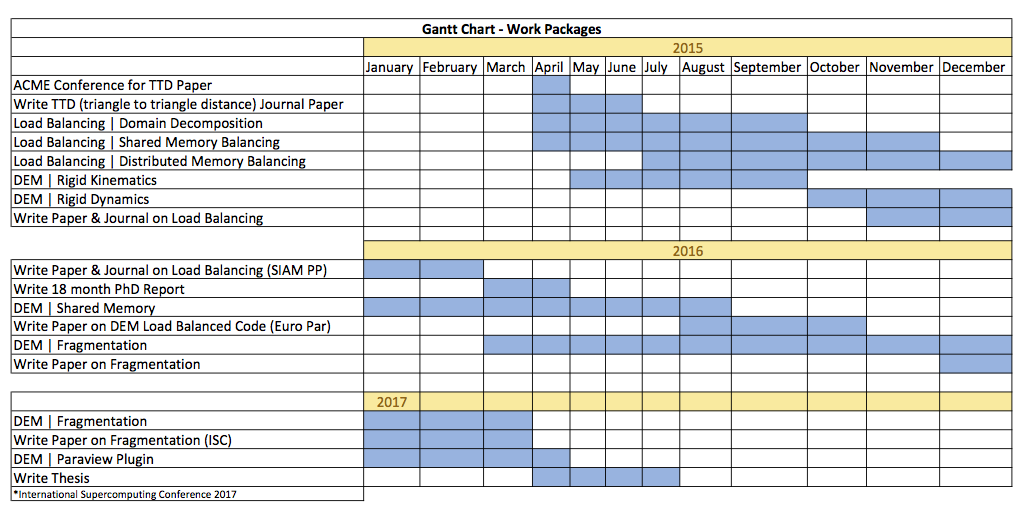 Gantt Chart - Work Packages
2015
January February March April May June July August September October November December
ACME Conference for TTD Paper
Write TTD (triangle to triangle distance) Journal Paper
Load Balancing | Domain Decomposition
Load Balancing | Shared Memory Balancing
Load Balancing | Distributed Memory Balancing
DEM | Rigid Kinematics
DEM | Rigid Dynamics
Write Paper & Journal on Load Balancing
2016
Write Paper & Journal on Load Balancing (SIAM PP)
Write 18 month PhD Report
DEM | Shared Memory
Write Paper on DEM Load Balanced Code (Euro Par)
DEM | Fragmentation
Write Paper on Fragmentation
2017
DEM | Fragmentation
Write Paper on Fragmentation (ISC)
DEM | Paraview Plugin
Write Thesis
*International Supercomputing Conference 2017